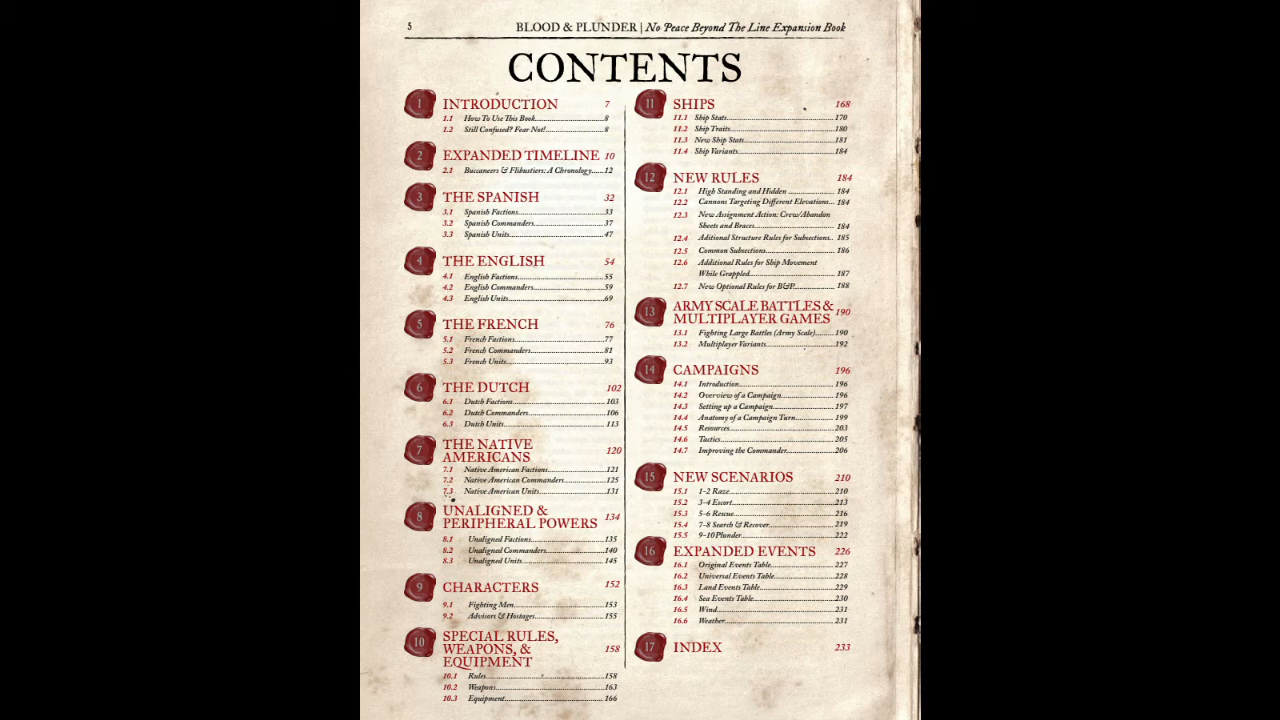 5
BLOOD & PLUNDER | No Peace Beyond The Line Expansion Book
CONTENTS
1 INTRODUCTION 7
1.1 How To Use This Book 8
1.2 Still Confused? Fear Not! 8
2 EXPANDED TIMELINE 10
2.1 Buccaneers & Flibustiers: A Chronology 12
3 THE SPANISH 32
3.1 Spanish Factions 33
3.2 Spanish Commanders 37
3.3 Spanish Units 47
4 THE ENGLISH 54
4.1 English Factions 55
4.2 English Commanders 59
4.3 English Units 69
5 THE FRENCH 76
5.1 French Factions 77
5.2 French Commanders 81
5.3 French Units 93
6 THE DUTCH 102
6.1 Dutch Factions 103
6.2 Dutch Commanders 106
6.3 Dutch Units 113
7 THE NATIVE
AMERICANS 120
7.1 Native American Factions 121
7.2 Native American Commanders 125
7.3 Native American Units 131
8 UNALIGNED &
PERIPHERAL POWERS 134
8.1 Unaligned Factions 135
8.2 Unaligned Commanders 140
8.3 Unaligned Units 145
9 CHARACTERS 152
9.1 Fighting Men 153
9.2 Advisors & Hostages 155
10 SPECIAL RULES,
WEAPONS, & 158
EQUIPMENT
10.1 Rules 158
10.2 Weapons 163
10.3 Equipment 166
11 SHIPS 168
11.1 Ship Stats 170
11.2 Ship Traits 180
11.3 New Ship Stats 181
11.4 Ship Variants 184
12 NEW RULES 184
12.1 High Standing and Hidden 184
12.2 Cannons Targeting Different Elevations 184
12.3 New Assignment Action: Crew/Abandon
Sheets and Braces 184
12.4 Aditional Structure Rules for Subsections 185
12.5 Common Subsections 186
12.6 Additional Rules for Ship Movement
While Grappled 187
12.7 New Optional Rules for B&P 188
13 ARMY SCALE BATTLES &
MULTIPLAYER GAMES 190
13.1 Fighting Large Battles (Army Scale) 190
13.2 Multiplayer Variants 192
14 CAMPAIGNS 196
14.1 Introduction 196
14.2 Overview of a Campaign 196
14.3 Setting up a Campaign 197
14.4 Anatomy of a Campaign Turn 199
14.5 Resources 203
14.6 Tactics 205
14.7 Improving the Commander 206
15 NEW SCENARIOS 210
15.1 1-2 Raze 210
15.2 3-4 Escort 213
15.3 5-6 Rescue 216
15.4 7-8 Search & Recover 219
15.5 9-10 Plunder 222
16 EXPANDED EVENTS 226
16.1 Original Events Table 227
16.2 Universal Events Table 228
16.3 Land Events Table 229
16.4 Sea Events Table 230
16.5 Wind 231
16.6 Weather 231
17 INDEX 233